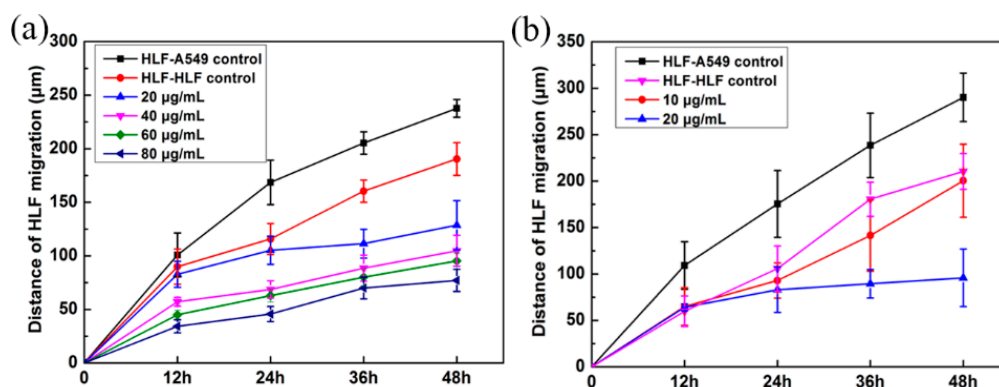 (a)
300
250
200
150
100
50
0
Distance of HLF migration (μm)
HLF-A549 control
HLF-HLF control
20 μg/mL
40 μg/mL
60 μg/mL
80 μg/mL
0 12h 24h 36h 48h
(b)
350
300
250
200
150
100
50
0
Distance of HLF migration (μm)
HLF-A549 control
HLF-HLF control
10 μg/mL
20 μg/mL
0 12h 24h 36h 48h